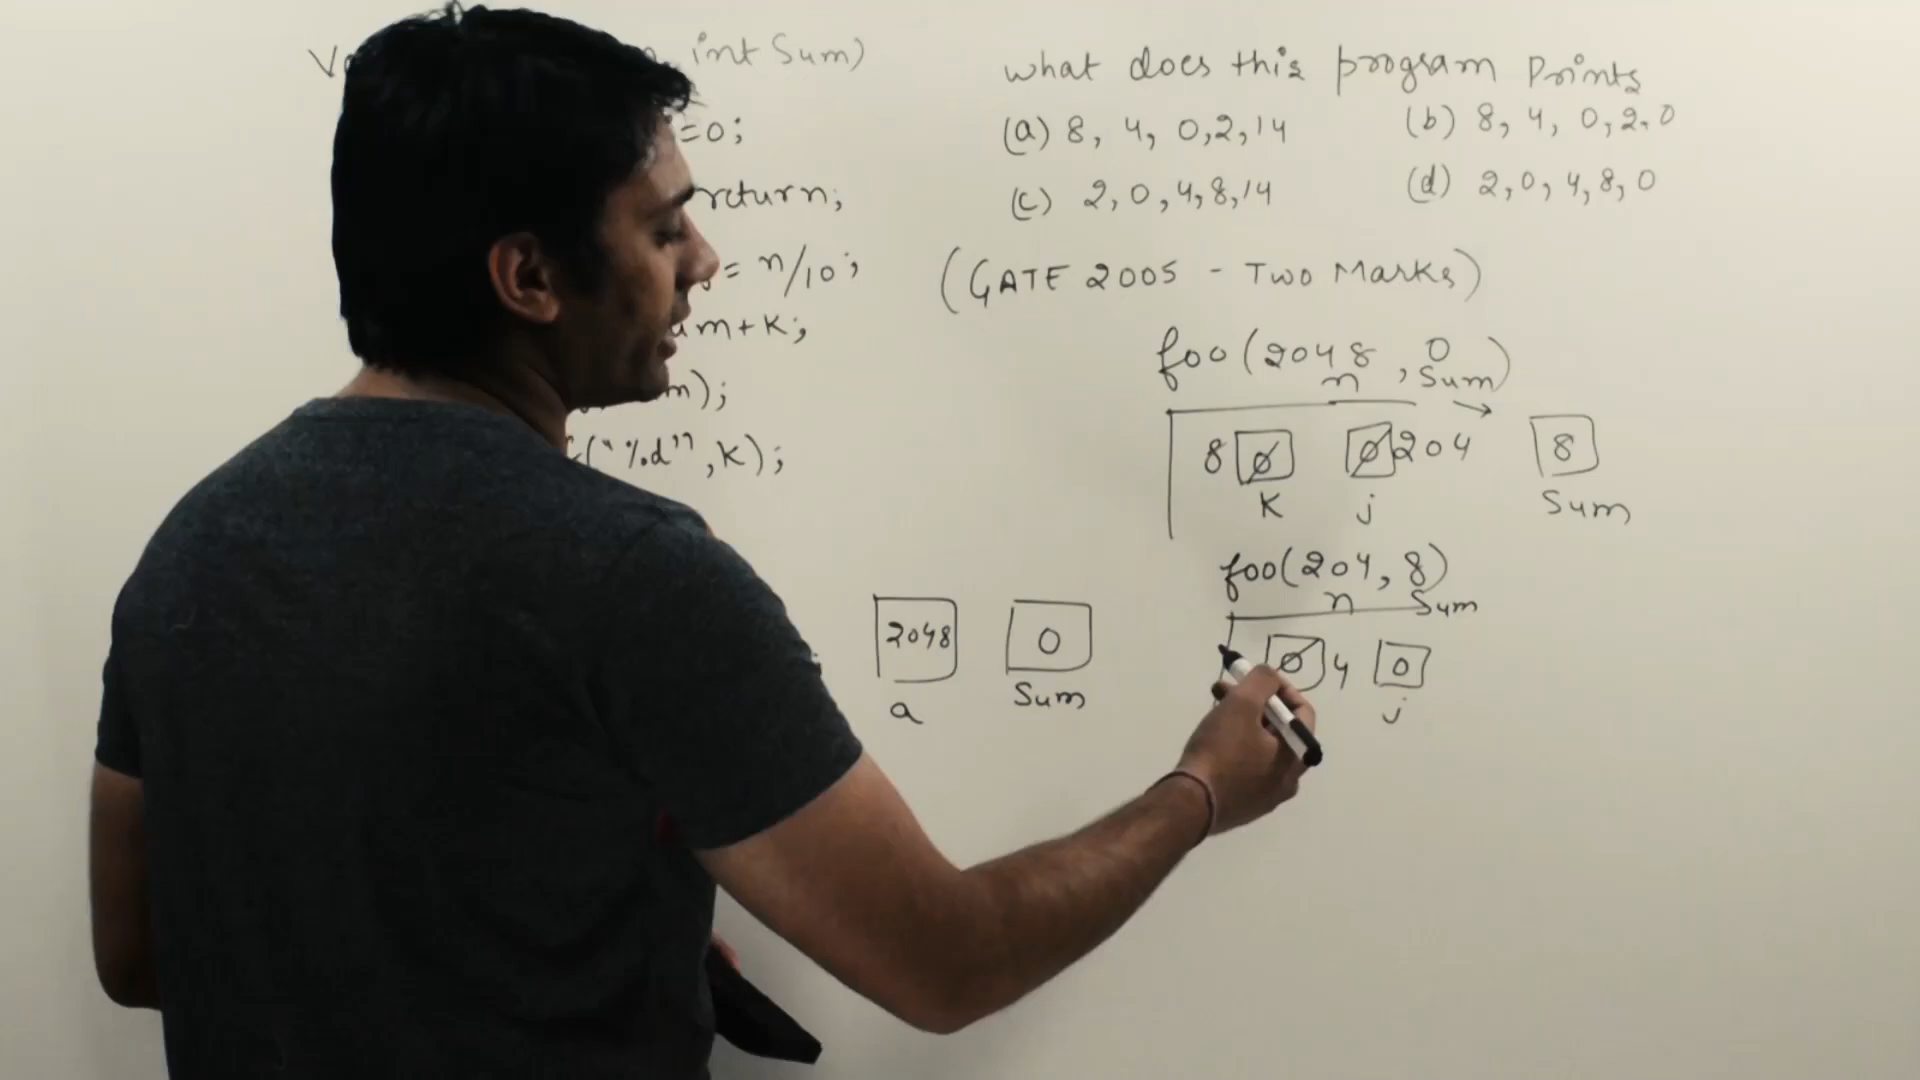 int Sum)
=0;
return;
= n/10;
um+k;
m);
("%d", k);
what does this program Prints
(a) 8, 4, 0,2,14
(b) 8, 4, 0,2,0
(c) 2, 0, 4, 8, 14
(d) 2, 0, 4, 8, 0
(GATE 2005 - Two Marks)
foo(2048, 0)
n Sum
8 0 0 204 8
k j Sum
foo(204, 8)
n Sum
0 4 0
j
2048 0
a Sum